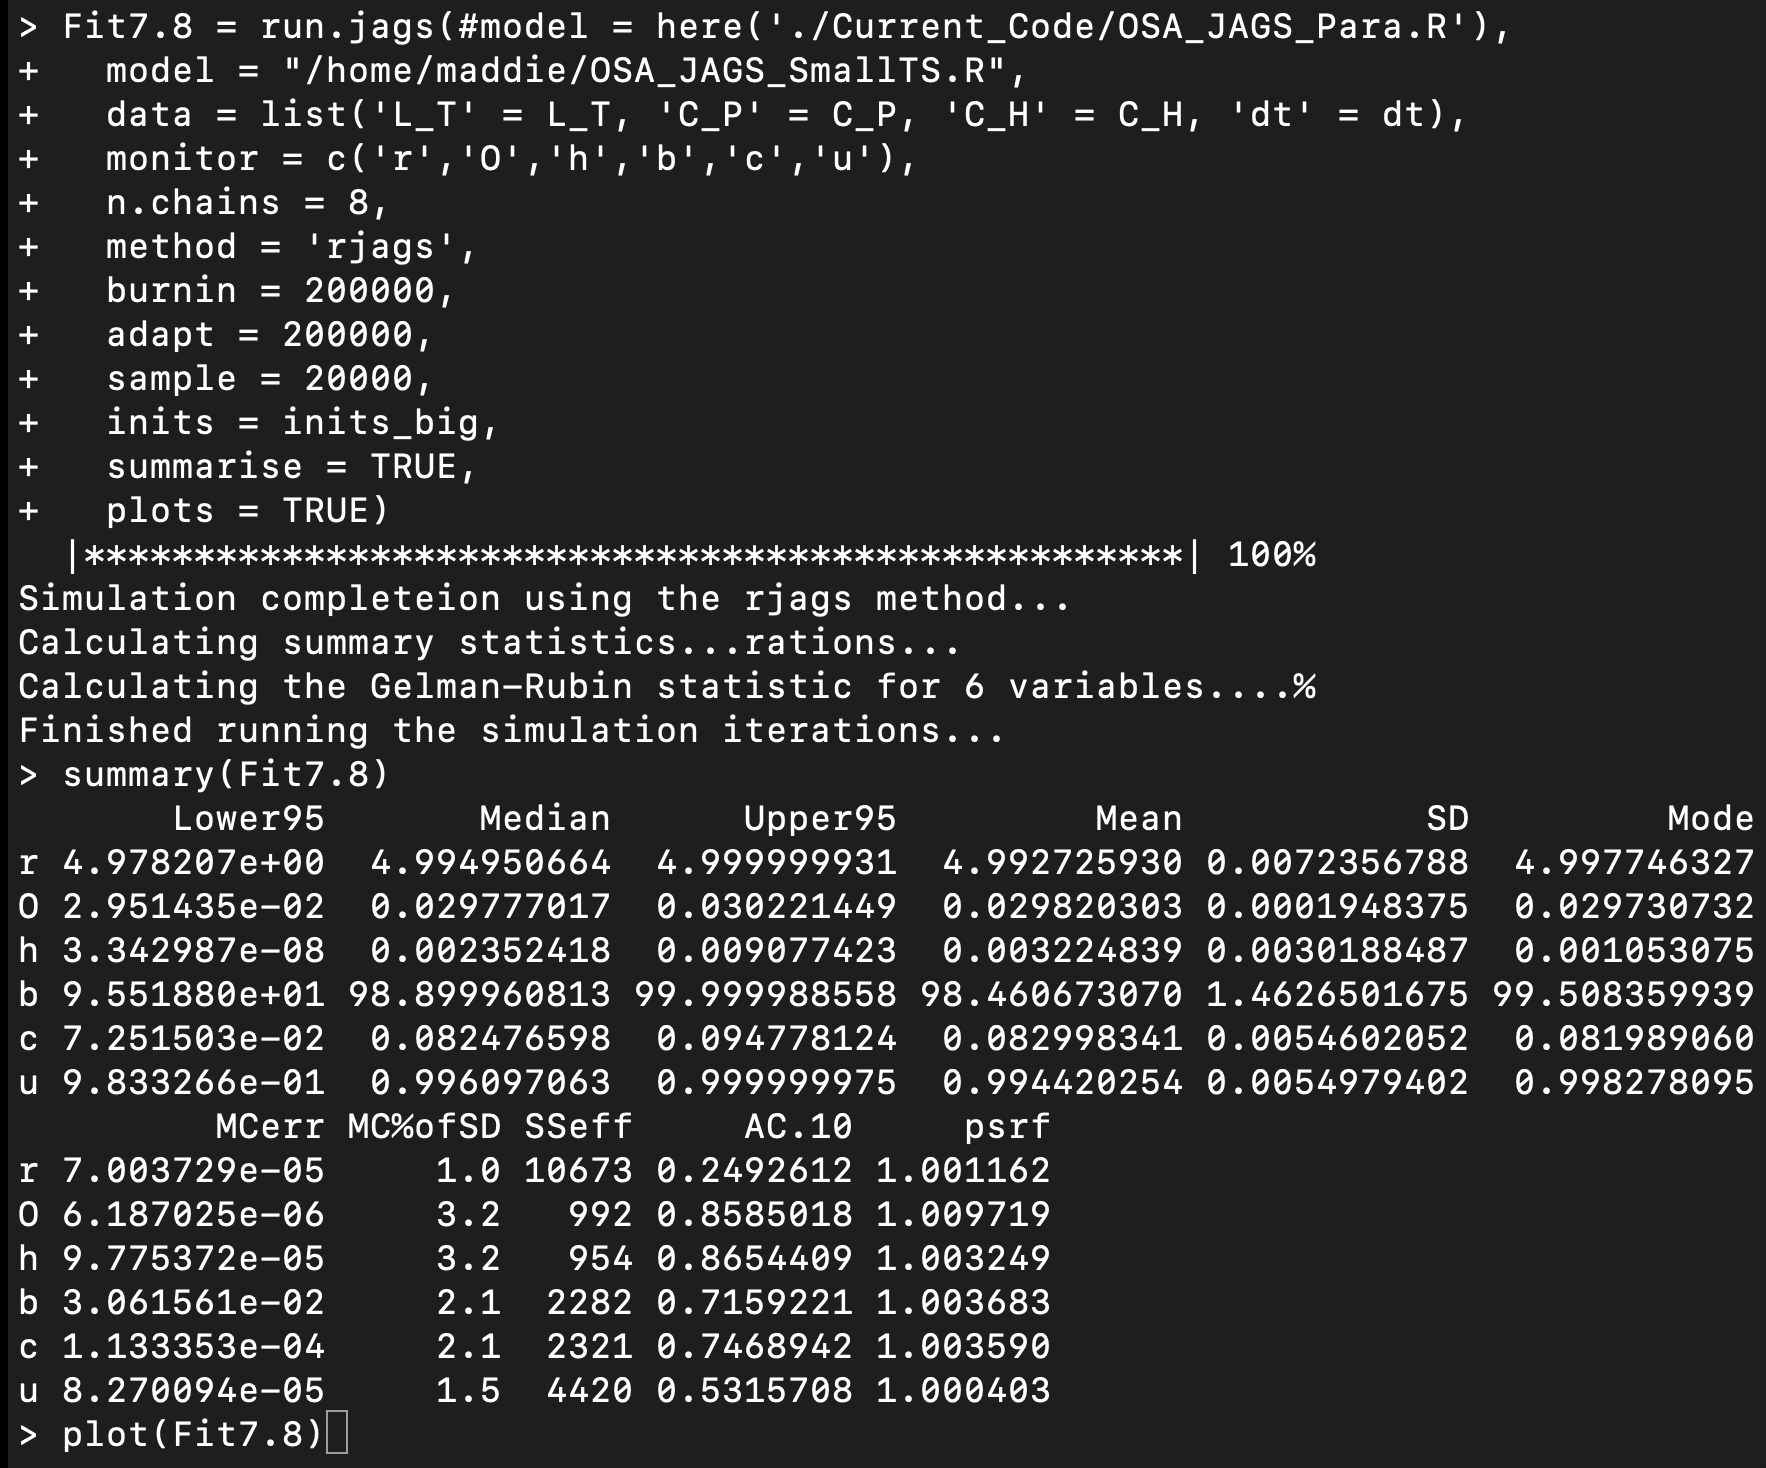 > Fit7.8 = run.jags(#model = here('./Current_Code/OSA_JAGS_Para.R'),
+   model = "/home/maddie/OSA_JAGS_SmallTS.R",
+   data = list('L_T' = L_T, 'C_P' = C_P, 'C_H' = C_H, 'dt' = dt),
+   monitor = c('r','O','h','b','c','u'),
+   n.chains = 8,
+   method = 'rjags',
+   burnin = 200000,
+   adapt = 200000,
+   sample = 20000,
+   inits = inits_big,
+   summarise = TRUE,
+   plots = TRUE)
  |**************************************************| 100%
Simulation completeion using the rjags method...
Calculating summary statistics...rations...
Calculating the Gelman-Rubin statistic for 6 variables....%
Finished running the simulation iterations...
> summary(Fit7.8)
       Lower95       Median      Upper95         Mean           SD         Mode
r 4.978207e+00  4.994950664  4.999999931  4.992725930 0.0072356788  4.997746327
O 2.951435e-02  0.029777017  0.030221449  0.029820303 0.0001948375  0.029730732
h 3.342987e-08  0.002352418  0.009077423  0.003224839 0.0030188487  0.001053075
b 9.551880e+01 98.899960813 99.999988558 98.460673070 1.4626501675 99.508359939
c 7.251503e-02  0.082476598  0.094778124  0.082998341 0.0054602052  0.081989060
u 9.833266e-01  0.996097063  0.999999975  0.994420254 0.0054979402  0.998278095
         MCerr MC%ofSD SSeff     AC.10     psrf
r 7.003729e-05     1.0 10673 0.2492612 1.001162
O 6.187025e-06     3.2   992 0.8585018 1.009719
h 9.775372e-05     3.2   954 0.8654409 1.003249
b 3.061561e-02     2.1  2282 0.7159221 1.003683
c 1.133353e-04     2.1  2321 0.7468942 1.003590
u 8.270094e-05     1.5  4420 0.5315708 1.000403
> plot(Fit7.8)